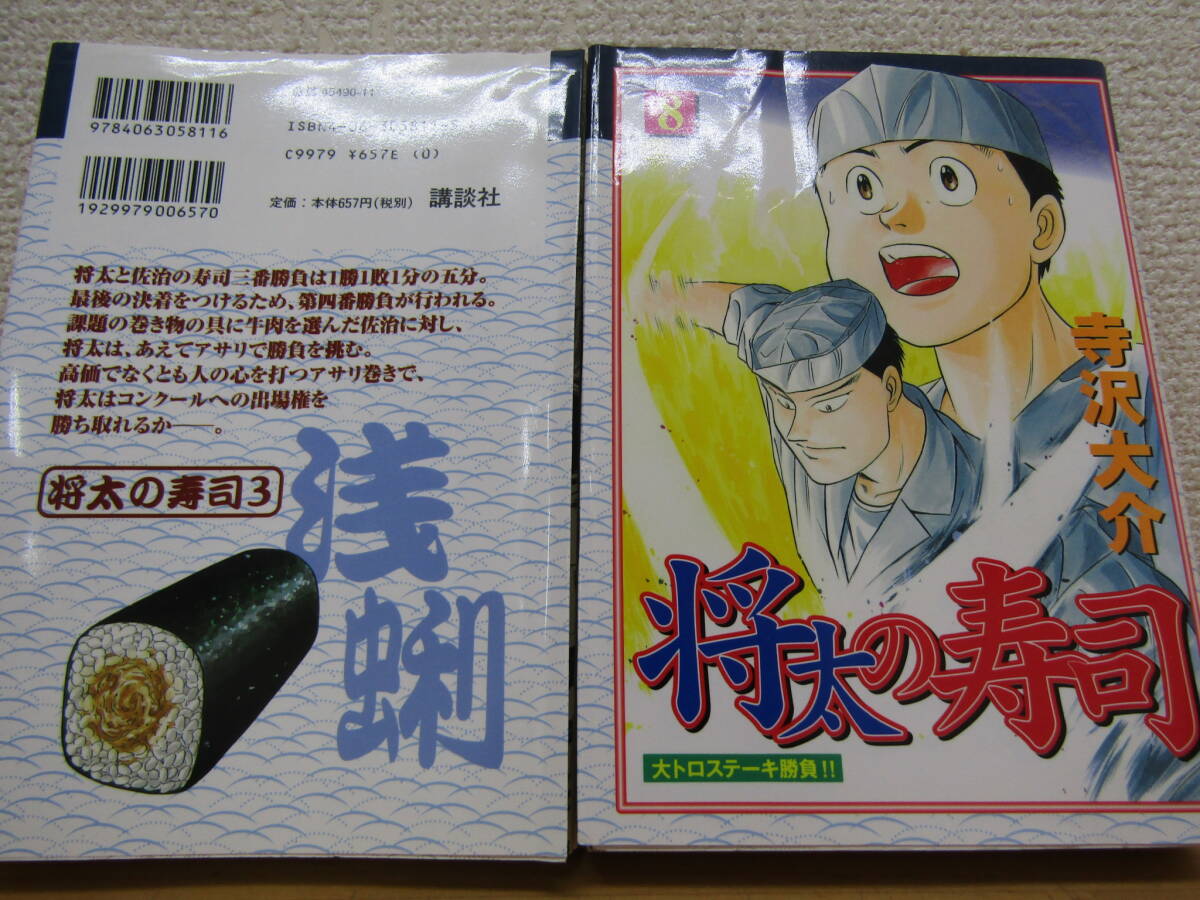 9784063058116
1929979006570
C9979 ¥657E (0)
定価：本体657円(税別) 講談社
将太と佐治の寿司三番勝負は1勝1敗1分の五分。
最後の決着をつけるため、第四番勝負が行われる。
課題の巻き物の具に牛肉を選んだ佐治に対し、
将太は、あえてアサリで勝負を挑む。
高価でなくとも人の心を打つアサリ巻きで、
将太はコンクールへの出場権を
勝ち取れるか――。
将太の寿司3
浅蜊
8
寺沢大介
将太の寿司
大トロステーキ勝負!!